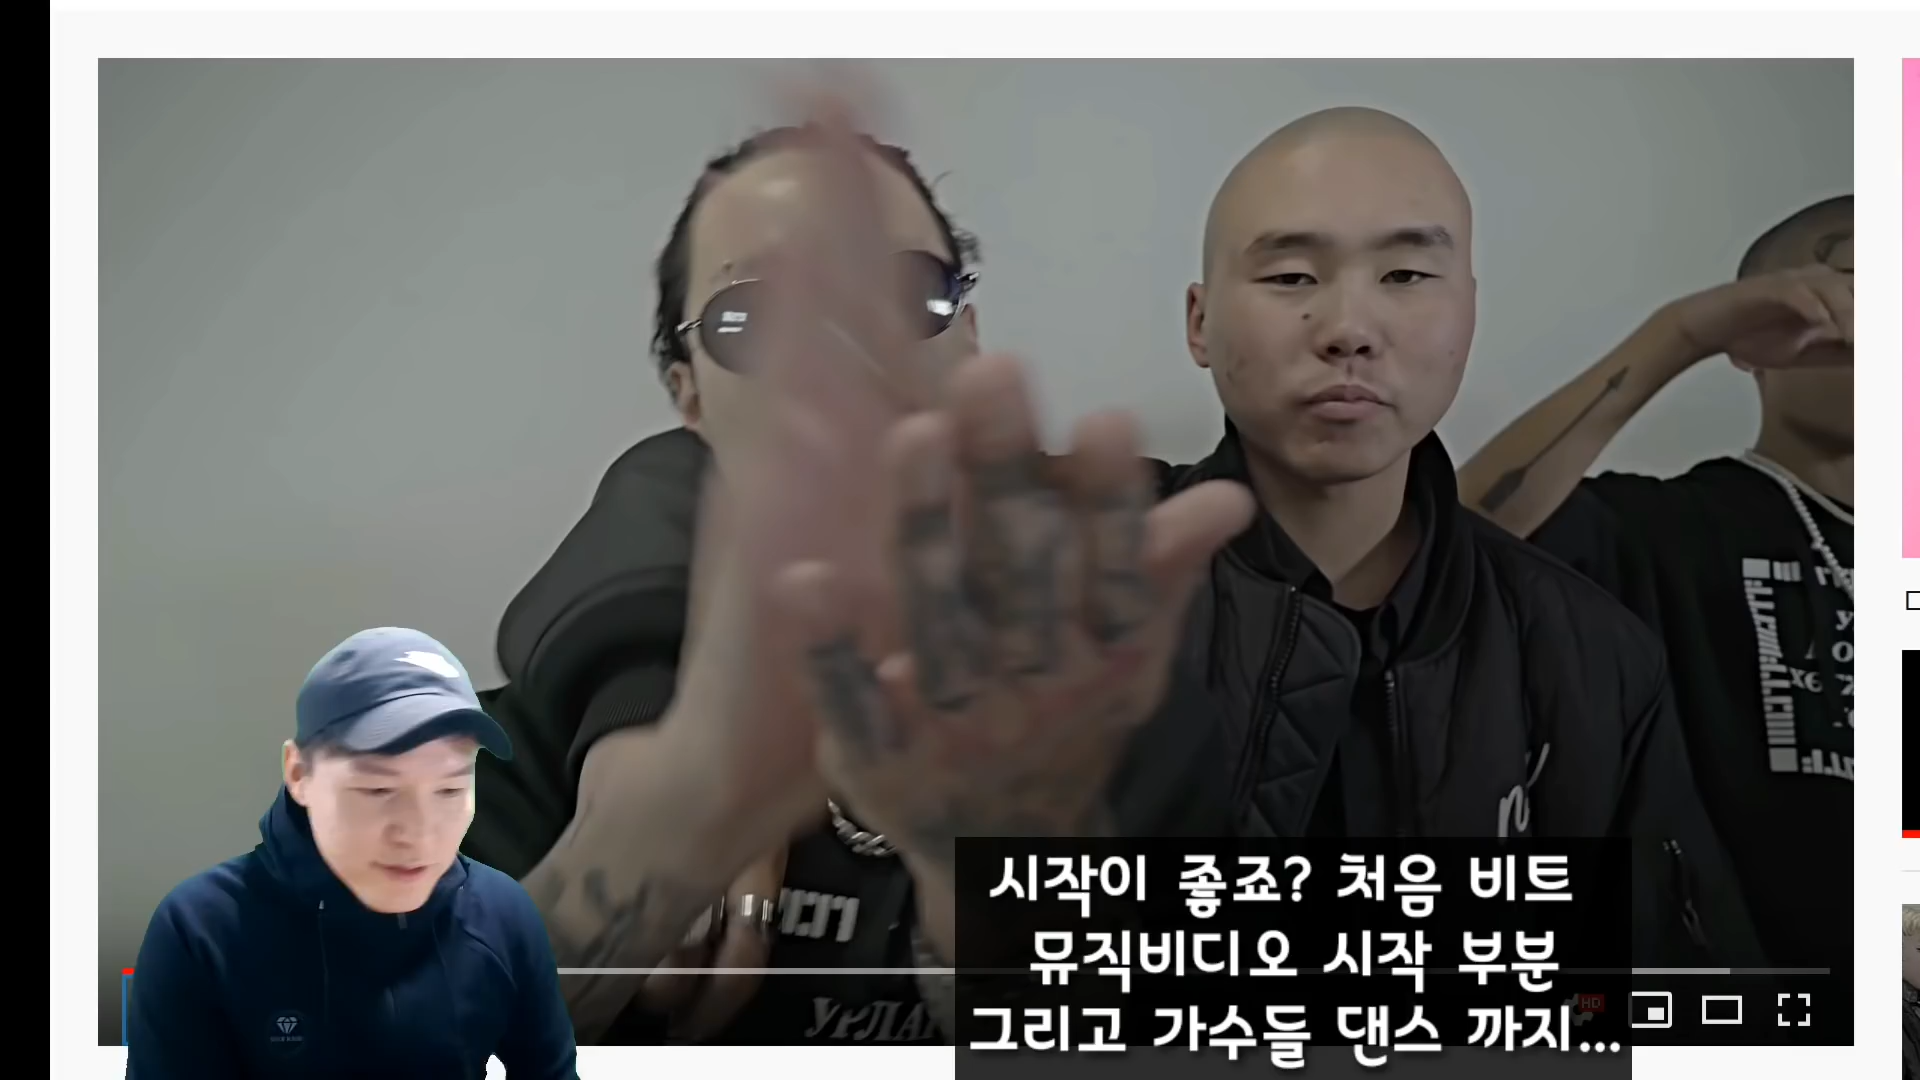 HD
시작이 좋죠? 처음 비트
뮤직비디오 시작 부분
그리고 가수들 댄스 까지...